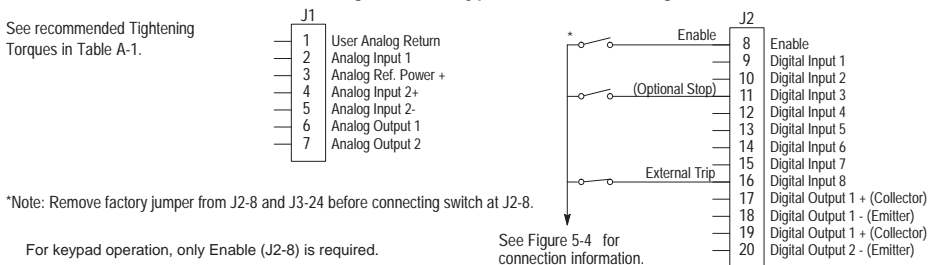 See recommended Tightening
Torques in Table A-1.
J1
1 User Analog Return
2 Analog Input 1
3 Analog Ref. Power +
4 Analog Input 2+
5 Analog Input 2-
6 Analog Output 1
7 Analog Output 2
*Note: Remove factory jumper from J2-8 and J3-24 before connecting switch at J2-8.
For keypad operation, only Enable (J2-8) is required.
J2
* Enable 8 Enable
9 Digital Input 1
10 Digital Input 2
(Optional Stop) 11 Digital Input 3
12 Digital Input 4
13 Digital Input 5
14 Digital Input 6
15 Digital Input 7
External Trip 16 Digital Input 8
17 Digital Output 1 + (Collector)
18 Digital Output 1 - (Emitter)
19 Digital Output 1 + (Collector)
20 Digital Output 2 - (Emitter)
See Figure 5-4 for
connection information.